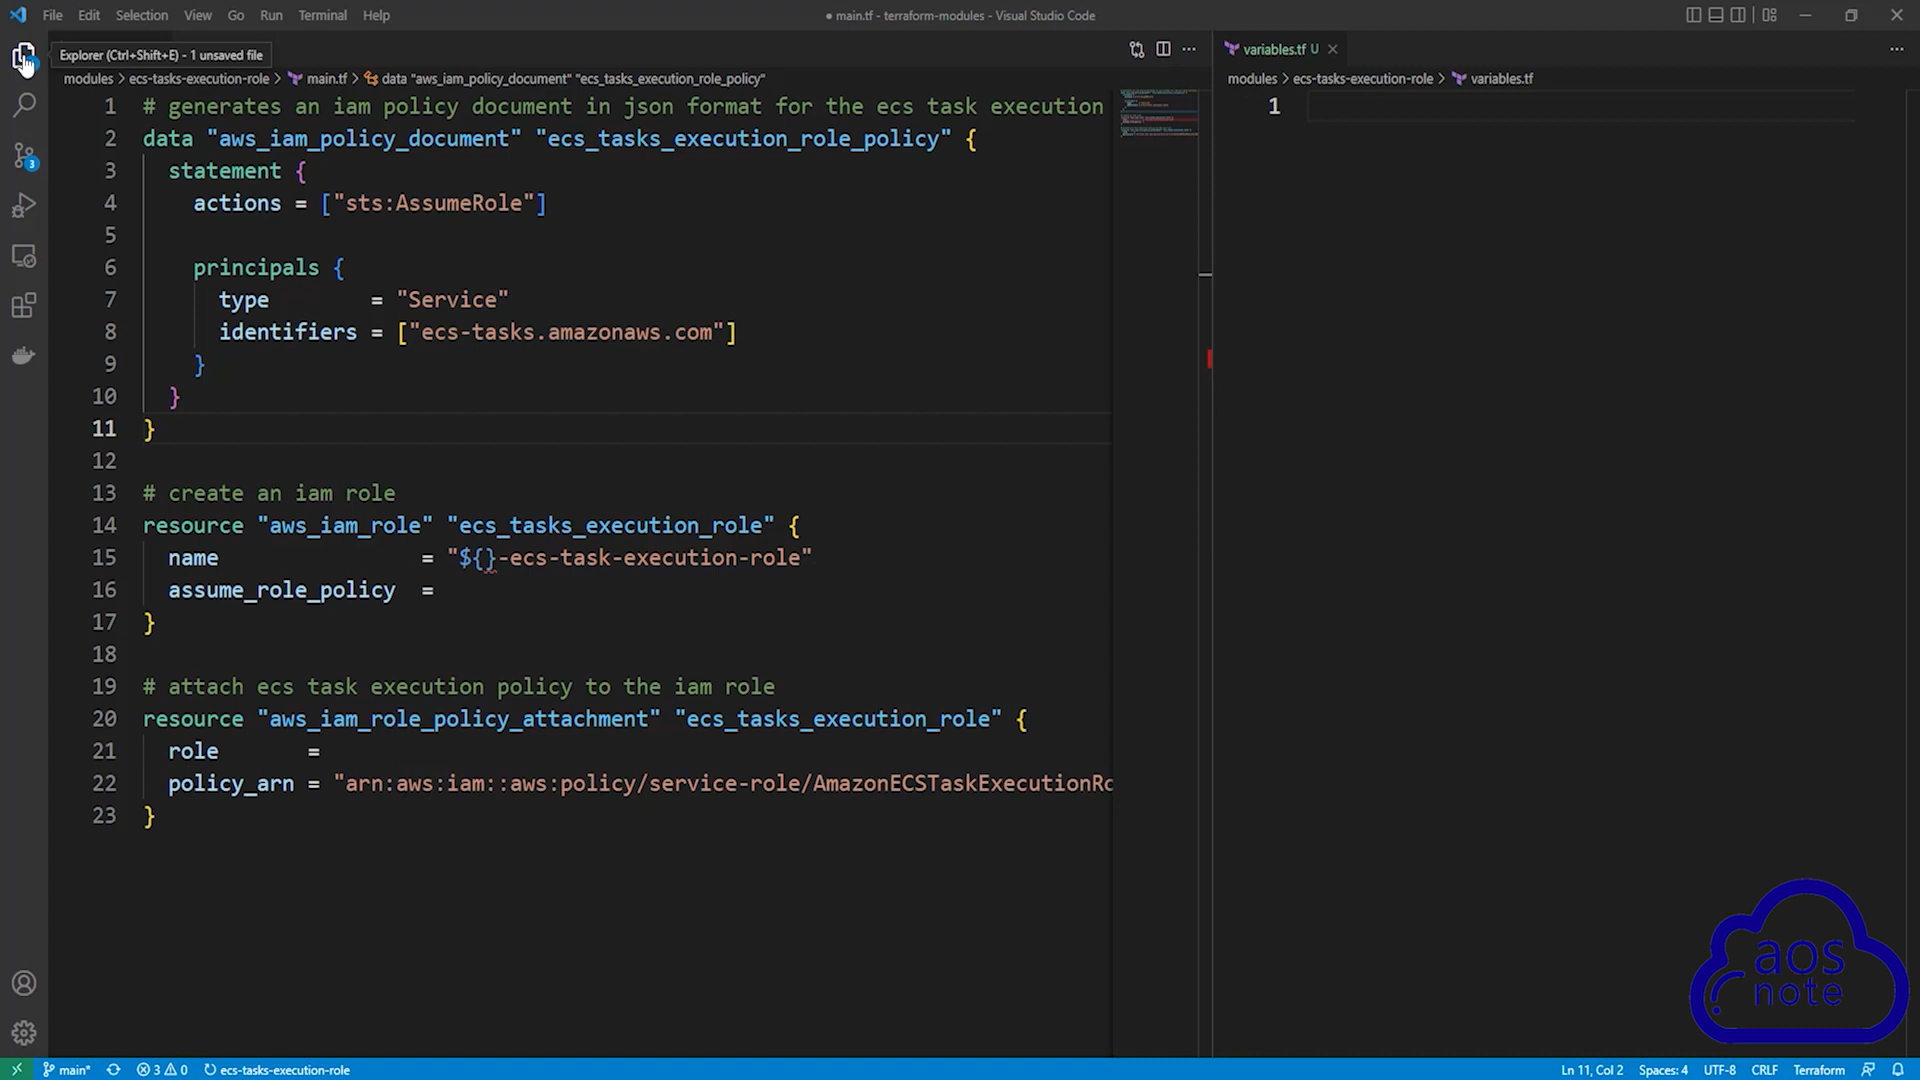 File Edit Selection View Go Run Terminal Help
● main.tf - terraform-modules - Visual Studio Code
Explorer (Ctrl+Shift+E) - 1 unsaved file
modules > ecs-tasks-execution-role > main.tf > data "aws_iam_policy_document" "ecs_tasks_execution_role_policy"
1 # generates an iam policy document in json format for the ecs task execution
2 data "aws_iam_policy_document" "ecs_tasks_execution_role_policy" {
3 statement {
4 actions = ["sts:AssumeRole"]
5
6 principals {
7 type = "Service"
8 identifiers = ["ecs-tasks.amazonaws.com"]
9 }
10 }
11 }
12
13 # create an iam role
14 resource "aws_iam_role" "ecs_tasks_execution_role" {
15 name = "${}-ecs-task-execution-role"
16 assume_role_policy =
17 }
18
19 # attach ecs task execution policy to the iam role
20 resource "aws_iam_role_policy_attachment" "ecs_tasks_execution_role" {
21 role =
22 policy_arn = "arn:aws:iam::aws:policy/service-role/AmazonECSTaskExecutionRo
23 }
variables.tf U
modules > ecs-tasks-execution-role > variables.tf
1
3
aos
note
main* 3 0 ecs-tasks-execution-role
Ln 11, Col 2 Spaces: 4 UTF-8 CRLF Terraform